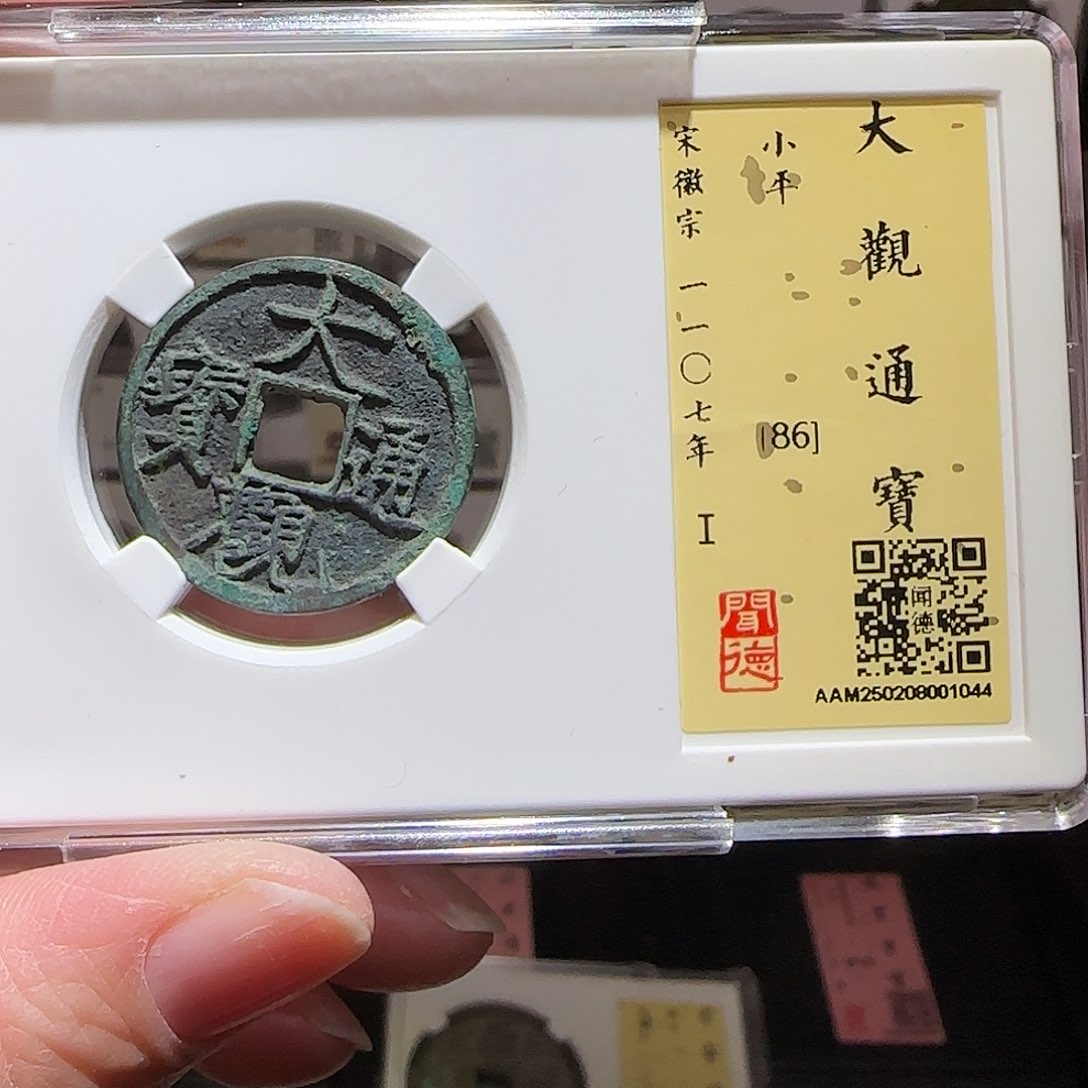 大觀通寶
大觀通寶
小平
[86]
宋徽宗 一一〇七年 I
聞德
闻德
AAM250208001044